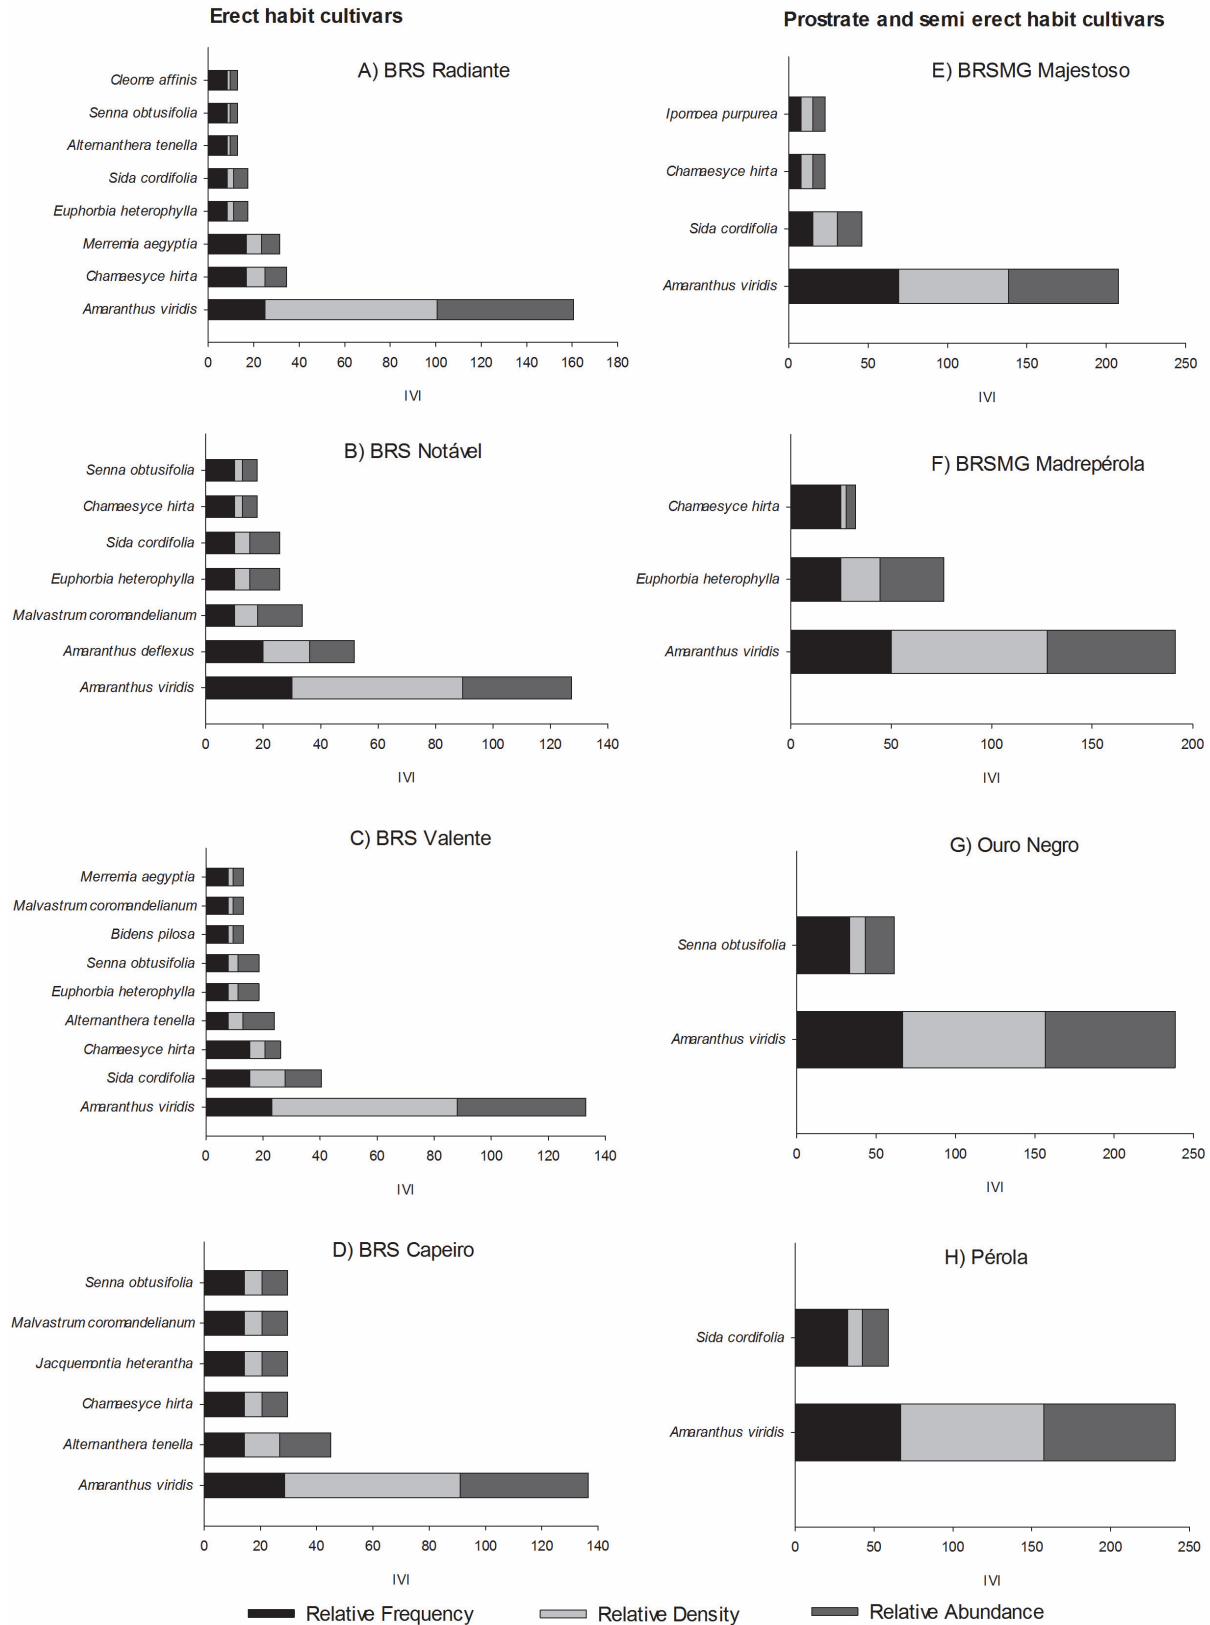 Erect habit cultivars
A) BRS Radiante
Cleome affinis
Senna obtusifolia
Alternanthera tenella
Sida cordifolia
Euphorbia heterophylla
Merremia aegyptia
Chamaesyce hirta
Amaranthus viridis
0 20 40 60 80 100 120 140 160 180
IVI
B) BRS Notável
Senna obtusifolia
Chamaesyce hirta
Sida cordifolia
Euphorbia heterophylla
Malvastrum coromandelianum
Amaranthus deflexus
Amaranthus viridis
0 20 40 60 80 100 120 140
IVI
C) BRS Valente
Merremia aegyptia
Malvastrum coromandelianum
Bidens pilosa
Senna obtusifolia
Euphorbia heterophylla
Alternanthera tenella
Chamaesyce hirta
Sida cordifolia
Amaranthus viridis
0 20 40 60 80 100 120 140
IVI
D) BRS Capeiro
Senna obtusifolia
Malvastrum coromandelianum
Jacquemontia heterantha
Chamaesyce hirta
Alternanthera tenella
Amaranthus viridis
0 20 40 60 80 100 120 140
IVI
Prostrate and semi erect habit cultivars
E) BRSMG Majestoso
Ipomoea purpurea
Chamaesyce hirta
Sida cordifolia
Amaranthus viridis
0 50 100 150 200 250
IVI
F) BRSMG Madrepérola
Chamaesyce hirta
Euphorbia heterophylla
Amaranthus viridis
0 50 100 150 200
IVI
G) Ouro Negro
Senna obtusifolia
Amaranthus viridis
0 50 100 150 200 250
IVI
H) Pérola
Sida cordifolia
Amaranthus viridis
0 50 100 150 200 250
IVI
Relative Frequency Relative Density Relative Abundance